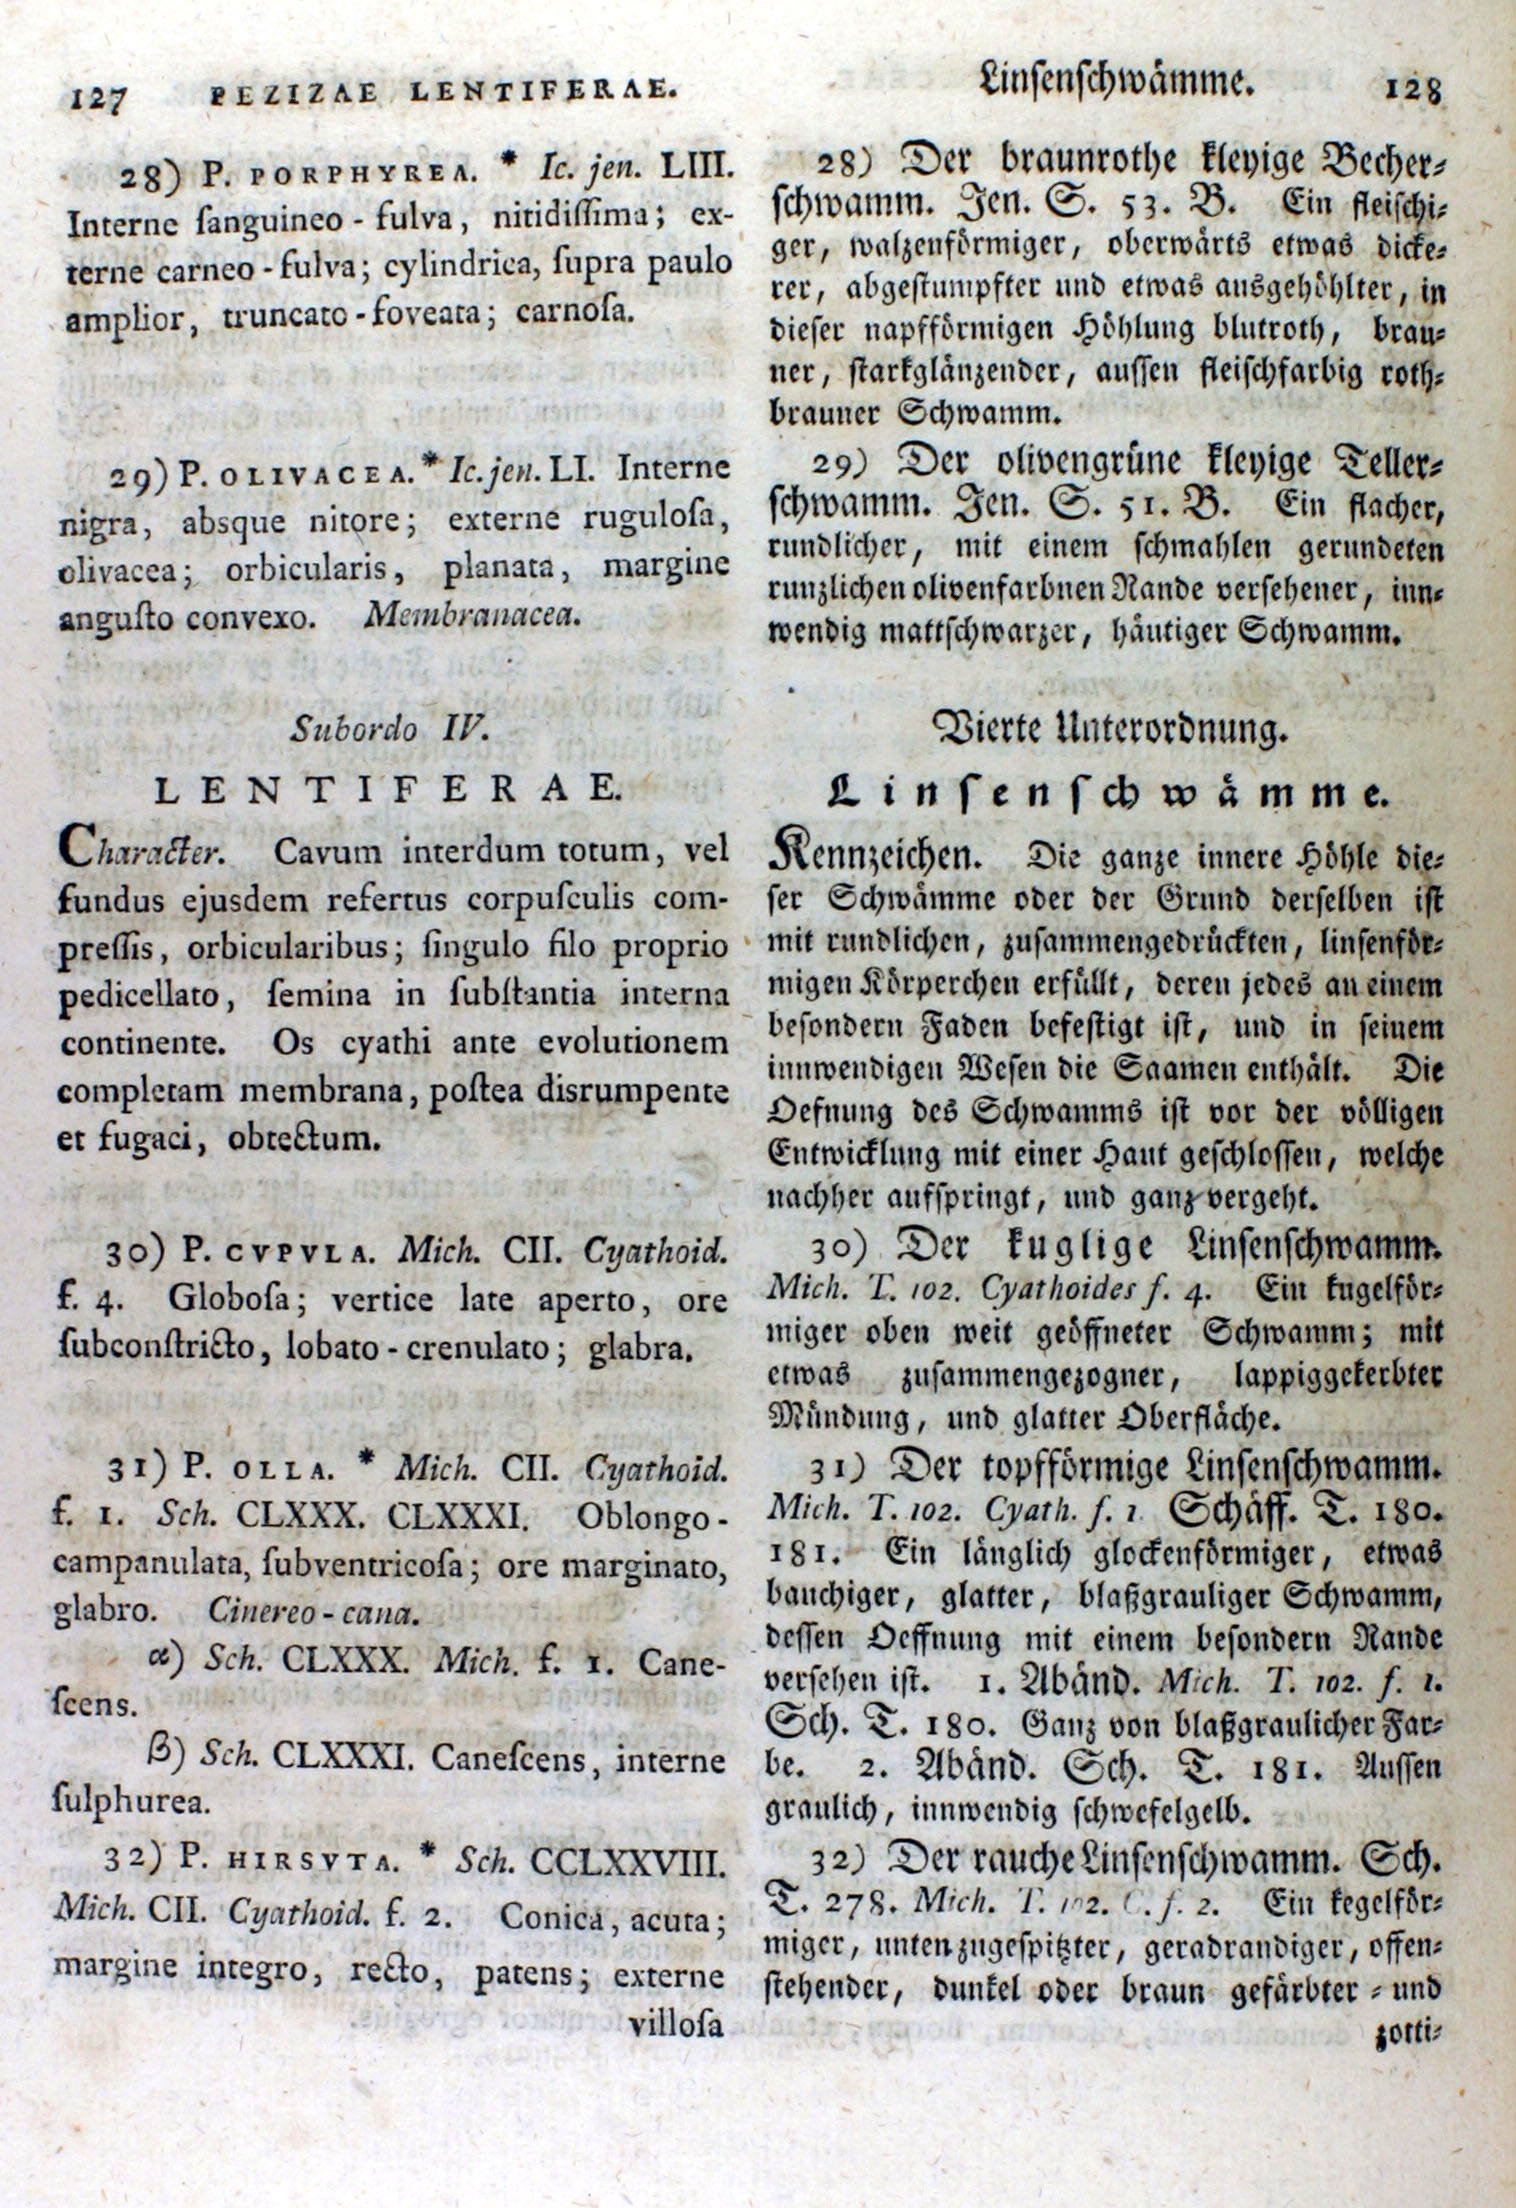 127 PEZIZAE LENTIFERAE.
28) P. PORPHYREA. * Ic. jen. LIII.
Interne ſanguineo - fulva, nitidiſſima; ex-
terne carneo - fulva; cylindrica, ſupra paulo
amplior, truncato - foveata; carnoſa.
29) P. OLIVACEA. * Ic. jen. LI. Interne
nigra, absque nitore; externe ruguloſa,
olivacea; orbicularis, planata, margine
anguſto convexo. Membranacea.
Subordo IV.
LENTIFERAE.
Character. Cavum interdum totum, vel
fundus ejusdem refertus corpuſculis com-
preſſis, orbicularibus; ſingulo filo proprio
pedicellato, ſemina in ſubſtantia interna
continente. Os cyathi ante evolutionem
completam membrana, poſtea disrumpente
et fugaci, obtectum.
30) P. CVPVLA. Mich. CII. Cyathoid.
f. 4. Globoſa; vertice late aperto, ore
ſubconſtricto, lobato - crenulato; glabra.
31) P. OLLA. * Mich. CII. Cyathoid.
f. 1. Sch. CLXXX. CLXXXI. Oblongo -
campanulata, ſubventricoſa; ore marginato,
glabro. Cinereo - cana.
α) Sch. CLXXX. Mich. f. 1. Cane-
ſcens.
β) Sch. CLXXXI. Caneſcens, interne
ſulphurea.
32) P. HIRSVTA. * Sch. CCLXXVIII.
Mich. CII. Cyathoid. f. 2. Conica, acuta;
margine integro, recto, patens; externe
villoſa
Linſenſchwämme. 128
28) Der braunrothe kleyige Becher-
ſchwamm. Jen. S. 53. B. Ein fleiſchi-
ger, walzenförmiger, oberwärts etwas dicke-
rer, abgeſtumpfter und etwas ausgehöhlter, in
dieſer napfförmigen Höhlung blutroth, brau-
ner, ſtarkglänzender, auſſen fleiſchfarbig roth-
brauner Schwamm.
29) Der olivengrüne kleyige Teller-
ſchwamm. Jen. S. 51. B. Ein flacher,
rundlicher, mit einem ſchmahlen gerundeten
runzlichen olivenfarbnen Rande verſehener, inn-
wendig mattſchwarzer, häutiger Schwamm.
Vierte Unterordnung.
Linſenſchwämme.
Kennzeichen. Die ganze innere Höhle die-
ſer Schwämme oder der Grund derſelben iſt
mit rundlichen, zuſammengedrückten, linſenför-
migen Körperchen erfüllt, deren jedes an einem
beſondern Faden befeſtigt iſt, und in ſeinem
innwendigen Weſen die Saamen enthält. Die
Oefnung des Schwamms iſt vor der völligen
Entwicklung mit einer Haut geſchloſſen, welche
nachher aufſpringt, und ganz vergeht.
30) Der kuglige Linſenſchwamm.
Mich. T. 102. Cyathoides f. 4. Ein kugelför-
miger oben weit geöffneter Schwamm; mit
etwas zuſammengezogner, lappiggekerbter
Mündung, und glatter Oberfläche.
31) Der topfförmige Linſenſchwamm.
Mich. T. 102. Cyath. f. 1 Schäff. T. 180.
181. Ein länglich glockenförmiger, etwas
bauchiger, glatter, blaßgrauliger Schwamm,
deſſen Oeffnung mit einem beſondern Rande
verſehen iſt. 1. Abänd. Mich. T. 102. f. 1.
Sch. T. 180. Ganz von blaßgraulicher Far-
be. 2. Abänd. Sch. T. 181. Auſſen
graulich, innwendig ſchwefelgelb.
32) Der rauche Linſenſchwamm. Sch.
T. 278. Mich. T. 102. C. f. 2. Ein kegelför-
miger, unten zugeſpitzter, geradrandiger, offen-
ſtehender, dunkel oder braun gefärbter - und
zotti-